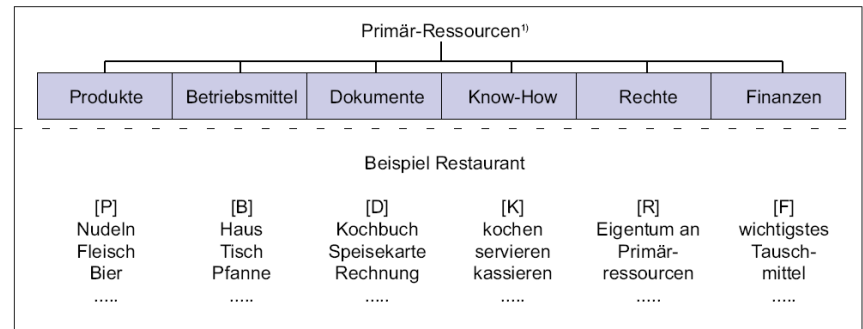 Primär-Ressourcen¹⁾
Produkte Betriebsmittel Dokumente Know-How Rechte Finanzen
Beispiel Restaurant
[P] [B] [D] [K] [R] [F]
Nudeln Haus Kochbuch kochen Eigentum an wichtigstes
Fleisch Tisch Speisekarte servieren Primär- Tausch-
Bier Pfanne Rechnung kassieren ressourcen mittel
..... ..... ..... ..... ..... .....